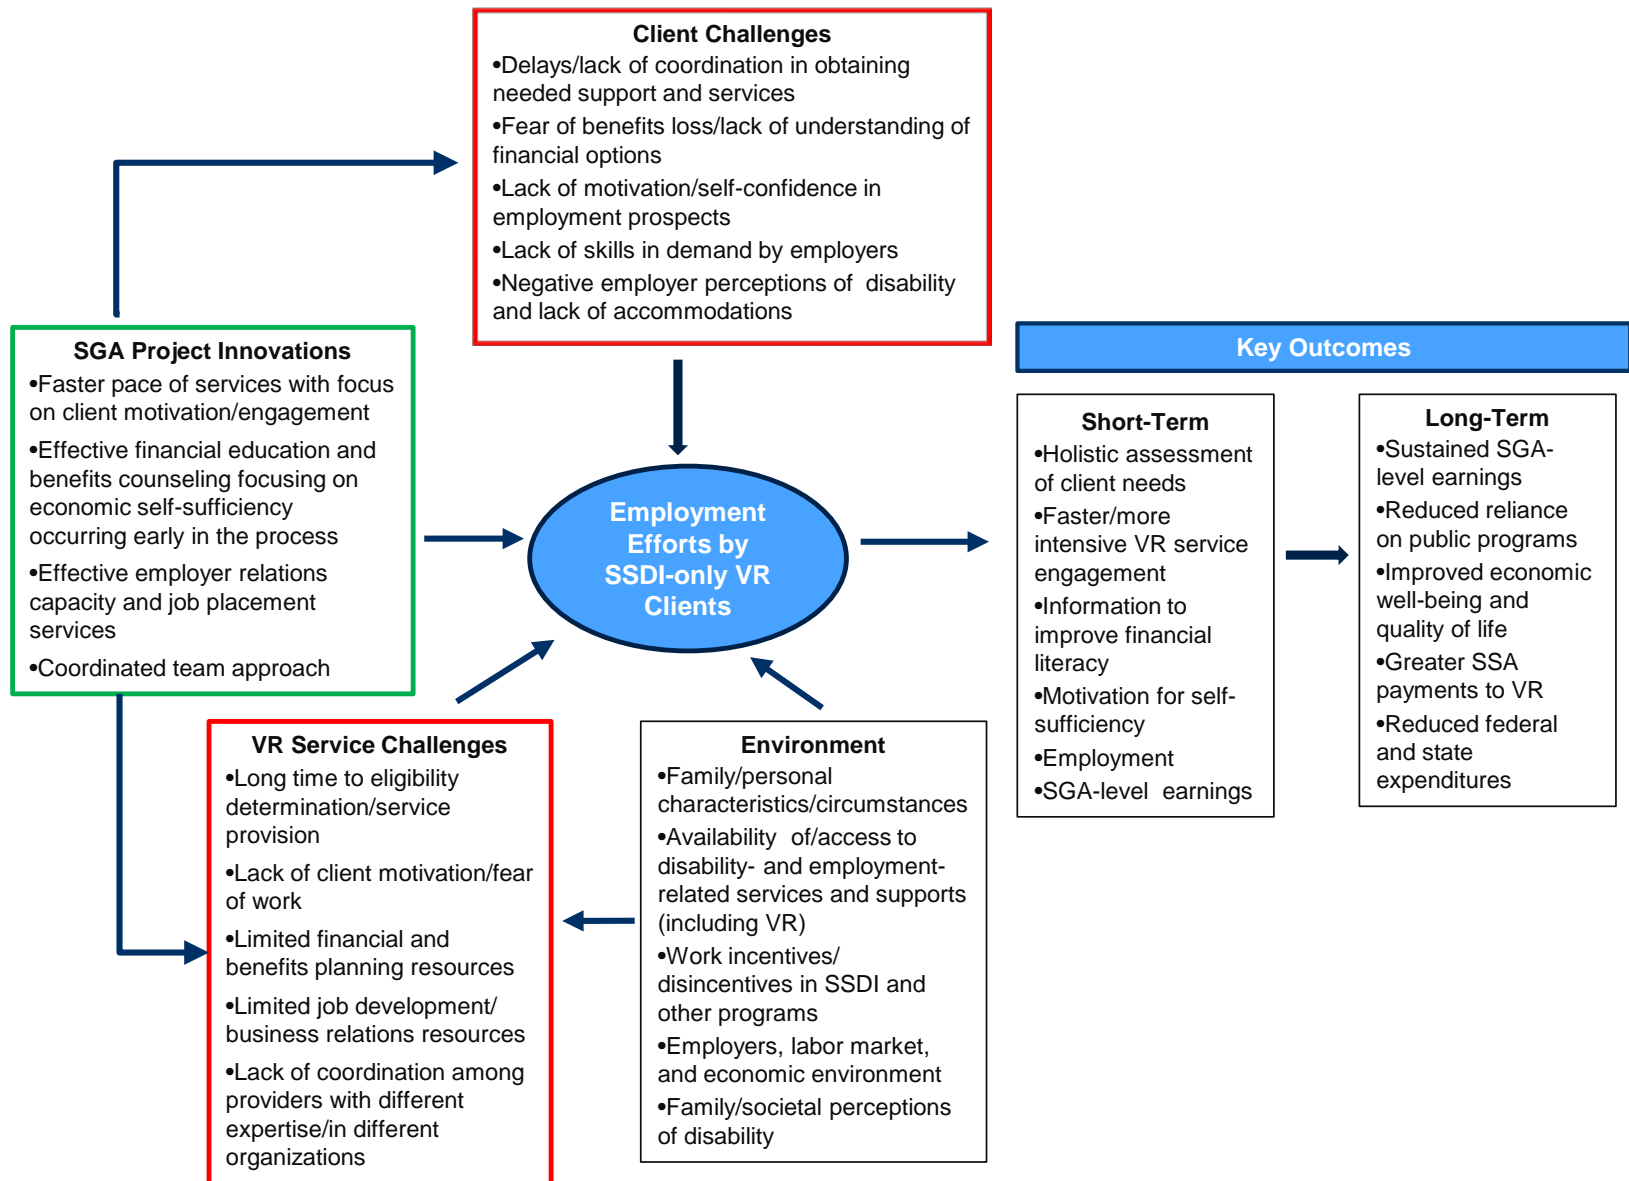 Client Challenges
•Delays/lack of coordination in obtaining
needed support and services
•Fear of benefits loss/lack of understanding of
financial options
•Lack of motivation/self-confidence in
employment prospects
•Lack of skills in demand by employers
•Negative employer perceptions of  disability
and lack of accommodations
SGA Project Innovations
•Faster pace of services with focus
on client motivation/engagement
•Effective financial education and
benefits counseling focusing on
economic self-sufficiency
occurring early in the process
•Effective employer relations
capacity and job placement
services
•Coordinated team approach
Employment
Efforts by
SSDI-only VR
Clients
Key Outcomes
Short-Term
•Holistic assessment
of client needs
•Faster/more
intensive VR service
engagement
•Information to
improve financial
literacy
•Motivation for self-
sufficiency
•Employment
•SGA-level  earnings
Long-Term
•Sustained SGA-
level earnings
•Reduced reliance
on public programs
•Improved economic
well-being and
quality of life
•Greater SSA
payments to VR
•Reduced federal
and state
expenditures
VR Service Challenges
•Long time to eligibility
determination/service
provision
•Lack of client motivation/fear
of work
•Limited financial and
benefits planning resources
•Limited job development/
business relations resources
•Lack of coordination among
providers with different
expertise/in different
organizations
Environment
•Family/personal
characteristics/circumstances
•Availability  of/access to
disability- and employment-
related services and supports
(including VR)
•Work incentives/
disincentives in SSDI and
other programs
•Employers, labor market,
and economic environment
•Family/societal perceptions
of disability